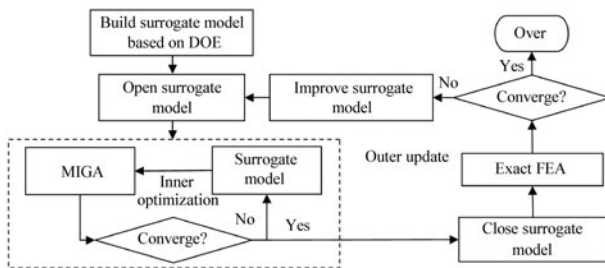 Build surrogate model
based on DOE
Over
Yes
Open surrogate
model
Improve surrogate
model
No
Converge?
MIGA
Inner
optimization
Surrogate
model
Outer update
Exact FEA
Converge?
No
Yes
Close surrogate
model